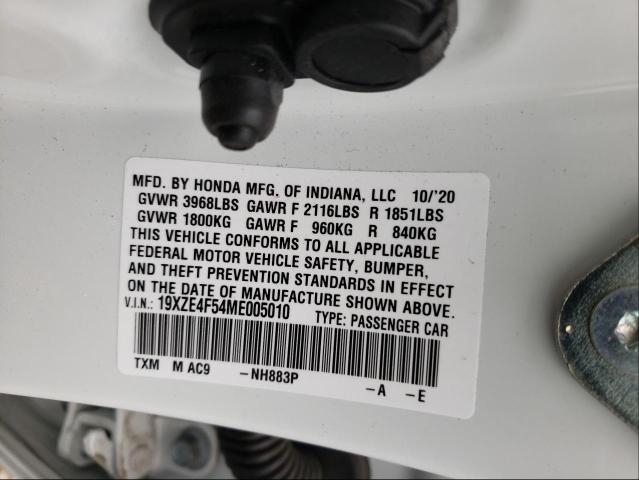 MFD. BY HONDA MFG. OF INDIANA, LLC 10/'20
GVWR 3968LBS GAWR F 2116LBS R 1851LBS
GVWR 1800KG GAWR F 960KG R 840KG
THIS VEHICLE CONFORMS TO ALL APPLICABLE
FEDERAL MOTOR VEHICLE SAFETY, BUMPER,
AND THEFT PREVENTION STANDARDS IN EFFECT
ON THE DATE OF MANUFACTURE SHOWN ABOVE.
V.I.N.: 19XZE4F54ME005010 TYPE: PASSENGER CAR
TXM M AC9 -NH883P -A -E